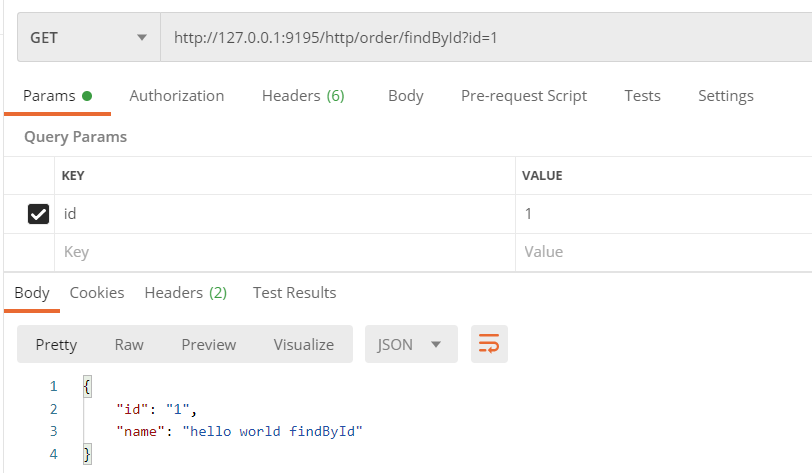 GET http://127.0.0.1:9195/http/order/findById?id=1
Params Authorization Headers (6) Body Pre-request Script Tests Settings
Query Params
KEY VALUE
id 1
Key Value
Body Cookies Headers (2) Test Results
Pretty Raw Preview Visualize JSON
1 {
2 "id": "1",
3 "name": "hello world findById"
4 }